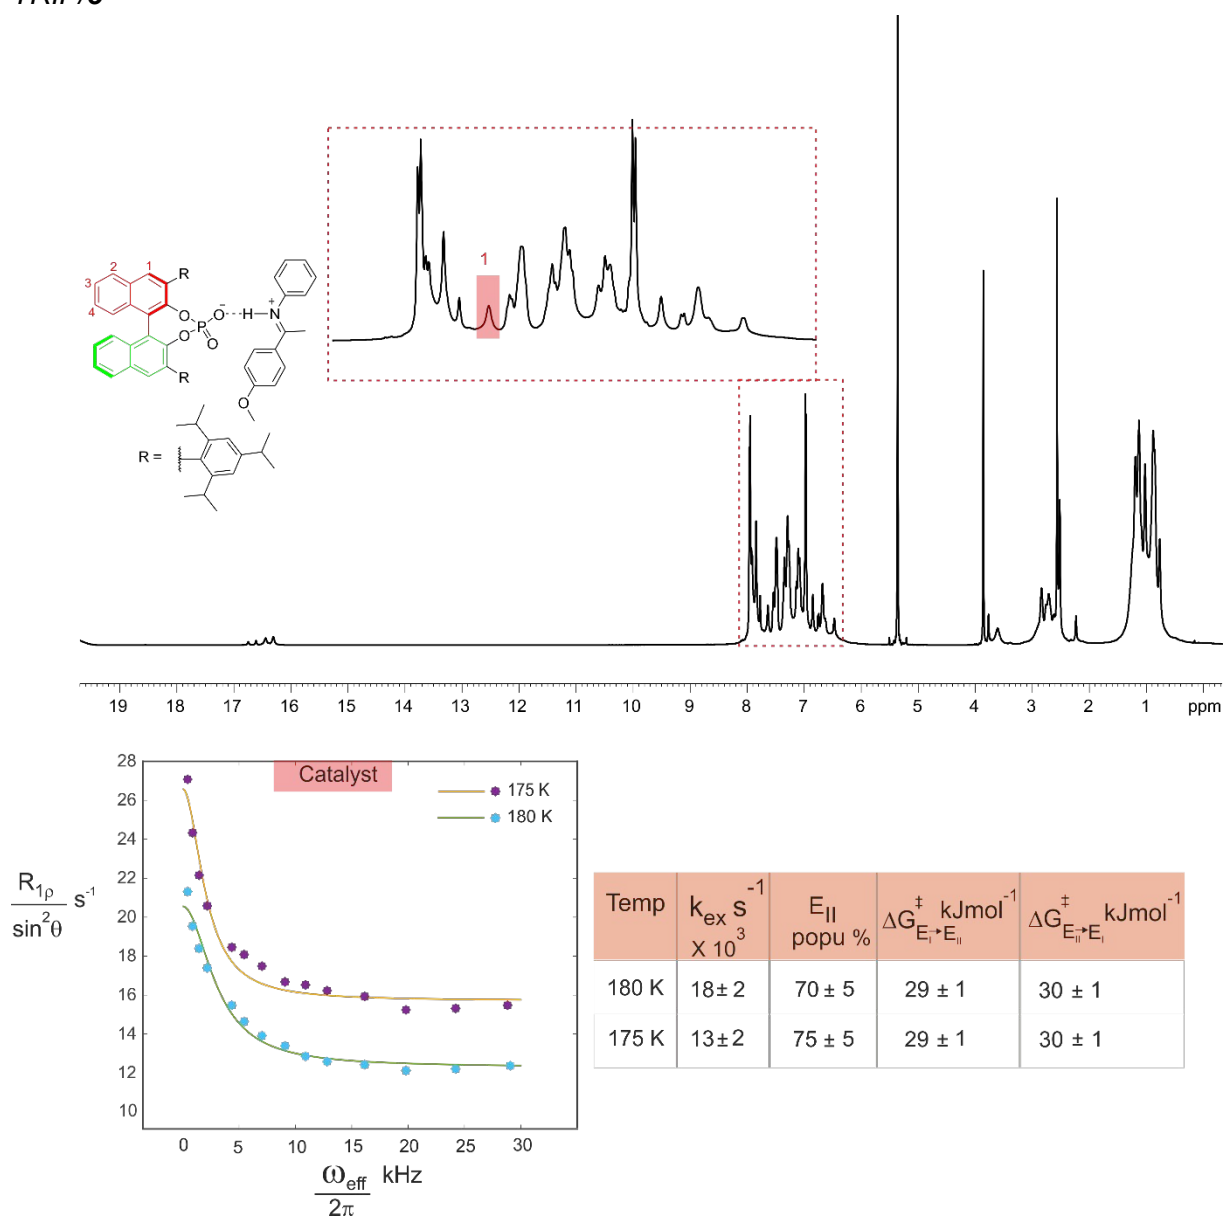 1
2
3
4
R
R
O
O
P
O
O
-
H
N
+
O
R =
1
19 18 17 16 15 14 13 12 11 10 9 8 7 6 5 4 3 2 1 ppm
Catalyst
175 K
180 K
28
26
24
22
20
18
16
14
12
10
0 5 10 15 20 25 30
R1ρ / sin²θ s⁻¹
ωeff / 2π kHz
Temp kex s⁻¹ X 10³ EII popu % ΔG‡EI→EII kJmol⁻¹ ΔG‡EII→EI kJmol⁻¹
180 K 18± 2 70 ± 5 29 ± 1 30 ± 1
175 K 13±2 75 ± 5 29 ± 1 30 ± 1